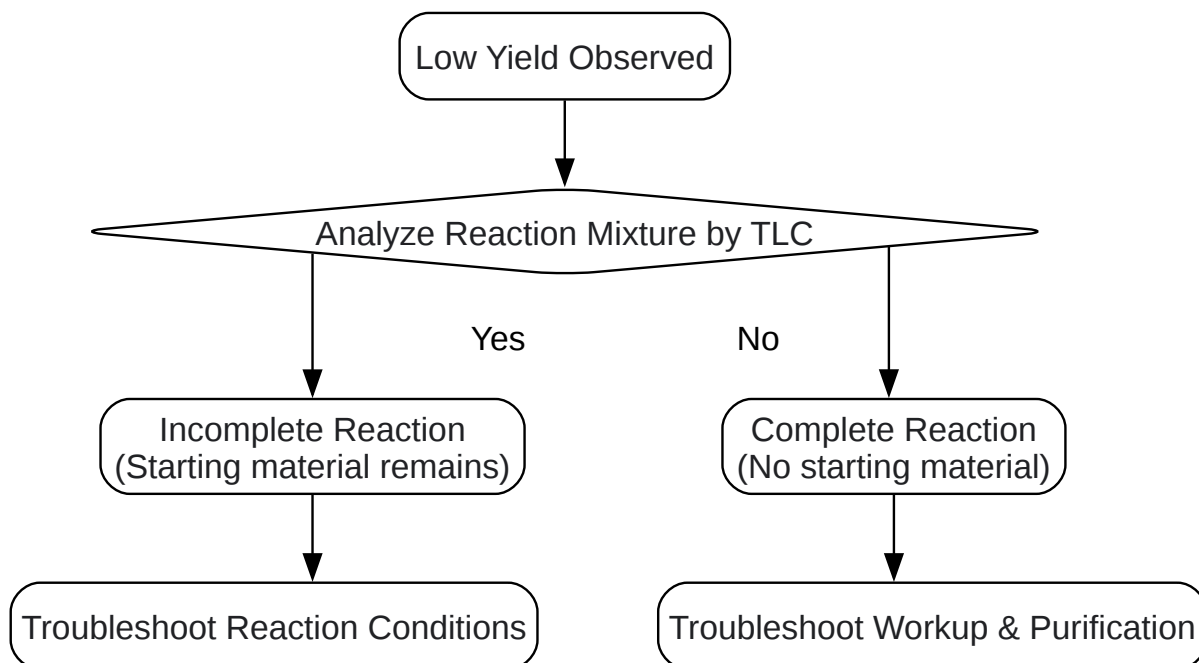 Low Yield Observed
Analyze Reaction Mixture by TLC
Yes
No
Incomplete Reaction
(Starting material remains)
Complete Reaction
(No starting material)
Troubleshoot Reaction Conditions
Troubleshoot Workup & Purification